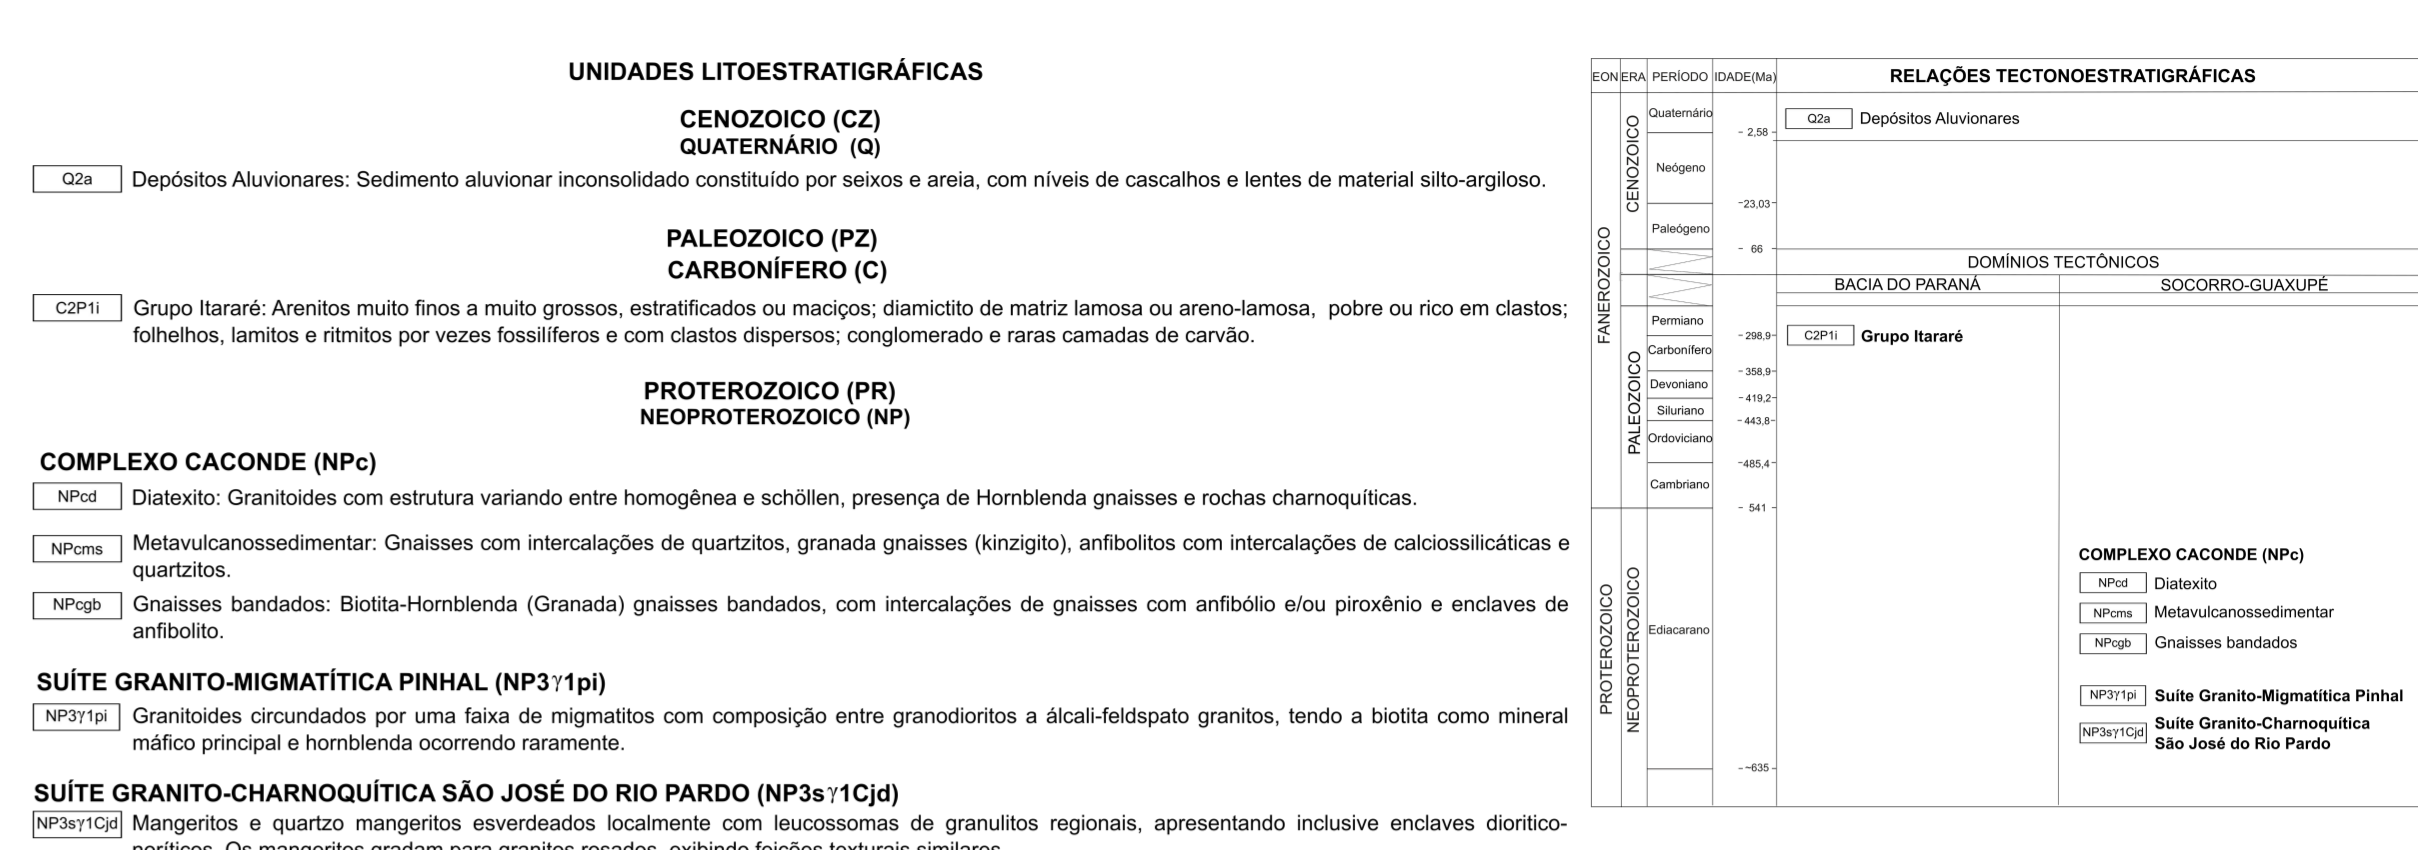 UNIDADES LITOESTRATIGRÁFICAS
CENOZOICO (CZ)
QUATERNÁRIO (Q)
Q2a Depósitos Aluvionares: Sedimento aluvionar inconsolidado constituído por seixos e areia, com níveis de cascalhos e lentes de material silto-argiloso.
PALEOZOICO (PZ)
CARBONÍFERO (C)
C2P1i Grupo Itararé: Arenitos muito finos a muito grossos, estratificados ou maciços; diamictito de matriz lamosa ou areno-lamosa, pobre ou rico em clastos;
folhelhos, lamitos e ritmitos por vezes fossilíferos e com clastos dispersos; conglomerado e raras camadas de carvão.
PROTEROZOICO (PR)
NEOPROTEROZOICO (NP)
COMPLEXO CACONDE (NPc)
NPcd Diatexito: Granitoides com estrutura variando entre homogênea e schöllen, presença de Hornblenda gnaisses e rochas charnoquíticas.
NPcms Metavulcanossedimentar: Gnaisses com intercalações de quartzitos, granada gnaisses (kinzigito), anfibolitos com intercalações de calciossilicáticas e
quartzitos.
NPcgb Gnaisses bandados: Biotita-Hornblenda (Granada) gnaisses bandados, com intercalações de gnaisses com anfibólio e/ou piroxênio e enclaves de
anfibolito.
SUÍTE GRANITO-MIGMATÍTICA PINHAL (NP3γ1pi)
NP3γ1pi Granitoides circundados por uma faixa de migmatitos com composição entre granodioritos a álcali-feldspato granitos, tendo a biotita como mineral
máfico principal e hornblenda ocorrendo raramente.
SUÍTE GRANITO-CHARNOQUÍTICA SÃO JOSÉ DO RIO PARDO (NP3sγ1Cjd)
NP3sγ1Cjd Mangeritos e quartzo mangeritos esverdeados localmente com leucossomas de granulitos regionais, apresentando inclusive enclaves dioritico-
noríticos. Os mangeritos gradam para granitos rosados, exibindo feições texturais similares.
EON ERA PERÍODO IDADE(Ma) RELAÇÕES TECTONOESTRATIGRÁFICAS
FANEROZOICO
CENOZOICO
Quaternário
Q2a Depósitos Aluvionares
2,58
Neógeno
23,03
Paleógeno
66
DOMÍNIOS TECTÔNICOS
BACIA DO PARANÁ SOCORRO-GUAXUPÉ
PALEOZOICO
Permiano
298,9
C2P1i Grupo Itararé
Carbonífero
358,9
Devoniano
419,2
Siluriano
443,8
Ordoviciano
485,4
Cambriano
541
PROTEROZOICO
NEOPROTEROZOICO
Ediacarano
COMPLEXO CACONDE (NPc)
NPcd Diatexito
NPcms Metavulcanossedimentar
NPcgb Gnaisses bandados
NP3γ1pi Suíte Granito-Migmatítica Pinhal
NP3sγ1Cjd Suíte Granito-Charnoquítica
São José do Rio Pardo
~635